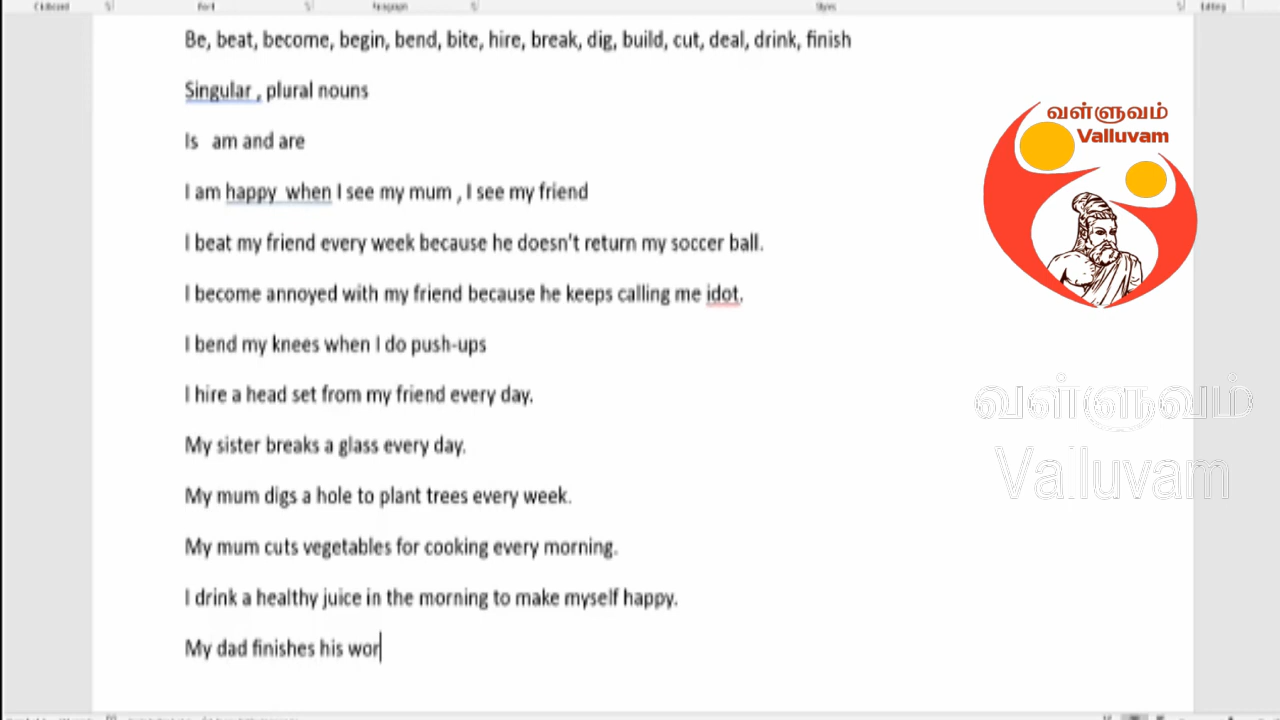 Clipboard Font Paragraph Styles Editing
Be, beat, become, begin, bend, bite, hire, break, dig, build, cut, deal, drink, finish
Singular , plural nouns
Is am and are
I am happy when I see my mum , I see my friend
I beat my friend every week because he doesn't return my soccer ball.
I become annoyed with my friend because he keeps calling me idot.
I bend my knees when I do push-ups
I hire a head set from my friend every day.
My sister breaks a glass every day.
My mum digs a hole to plant trees every week.
My mum cuts vegetables for cooking every morning.
I drink a healthy juice in the morning to make myself happy.
My dad finishes his wor
வள்ளுவம்
Valluvam
வள்ளுவம்
Valluvam